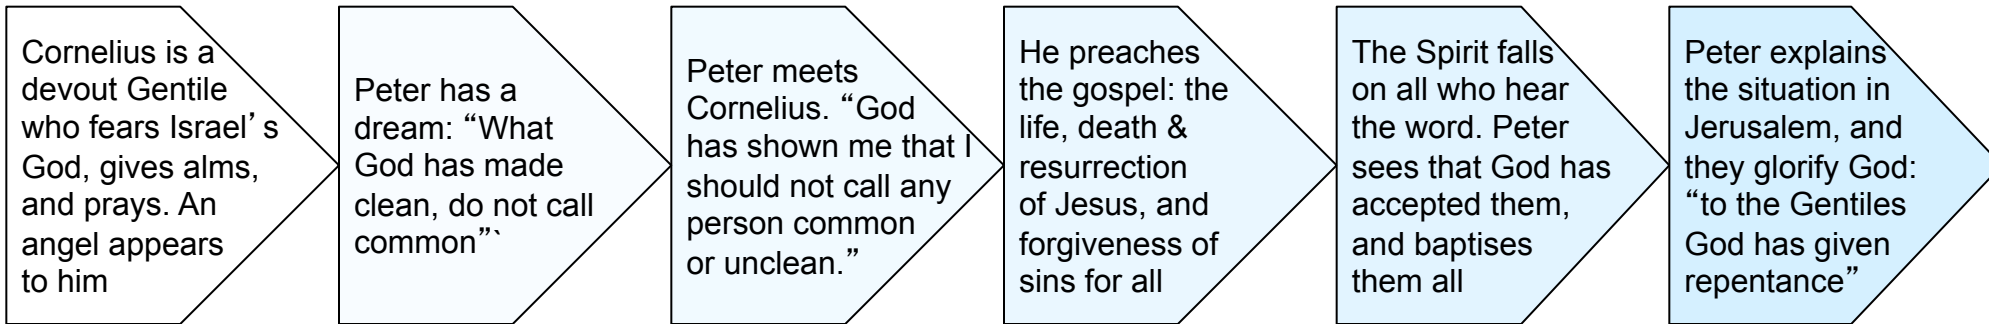 Cornelius is a
devout Gentile
who fears Israel’s
God, gives alms,
and prays. An
angel appears
to him
Peter has a
dream: “What
God has made
clean, do not call
common”`
Peter meets
Cornelius. “God
has shown me that I
should not call any
person common
or unclean.”
He preaches
the gospel: the
life, death &
resurrection
of Jesus, and
forgiveness of
sins for all
The Spirit falls
on all who hear
the word. Peter
sees that God has
accepted them,
and baptises
them all
Peter explains
the situation in
Jerusalem, and
they glorify God:
“to the Gentiles
God has given
repentance”